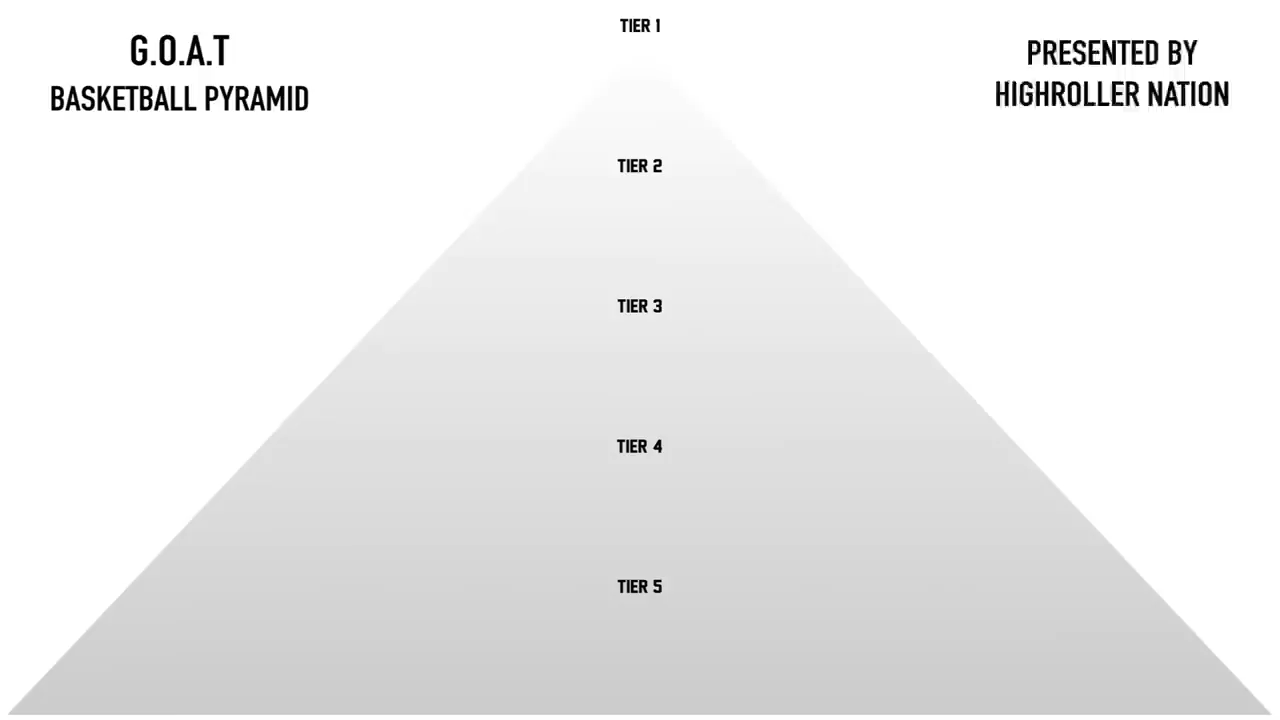 G.O.A.T
BASKETBALL PYRAMID
TIER 1
PRESENTED BY
HIGHROLLER NATION
TIER 2
TIER 3
TIER 4
TIER 5